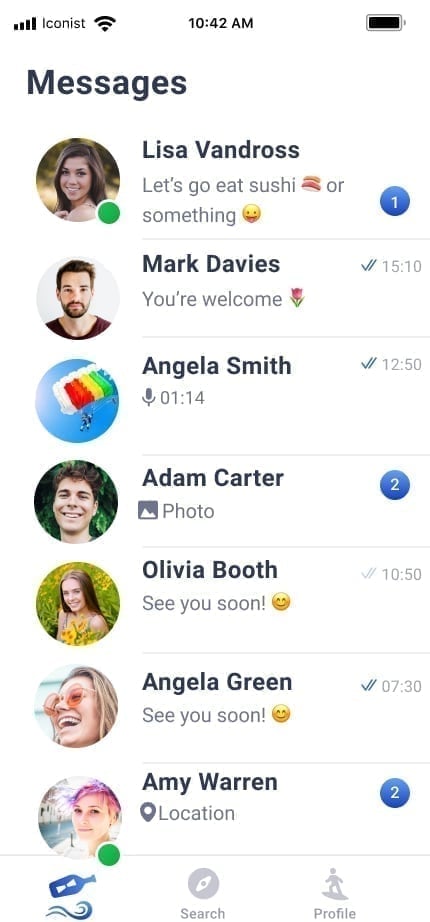 Iconist 10:42 AM
Messages
Lisa Vandross
Let's go eat sushi 🍣 or
something 😛 1
Mark Davies 15:10
You're welcome 🌷
Angela Smith 12:50
01:14
Adam Carter 2
Photo
Olivia Booth 10:50
See you soon! 😊
Angela Green 07:30
See you soon! 😊
Amy Warren 2
Location
Search Profile